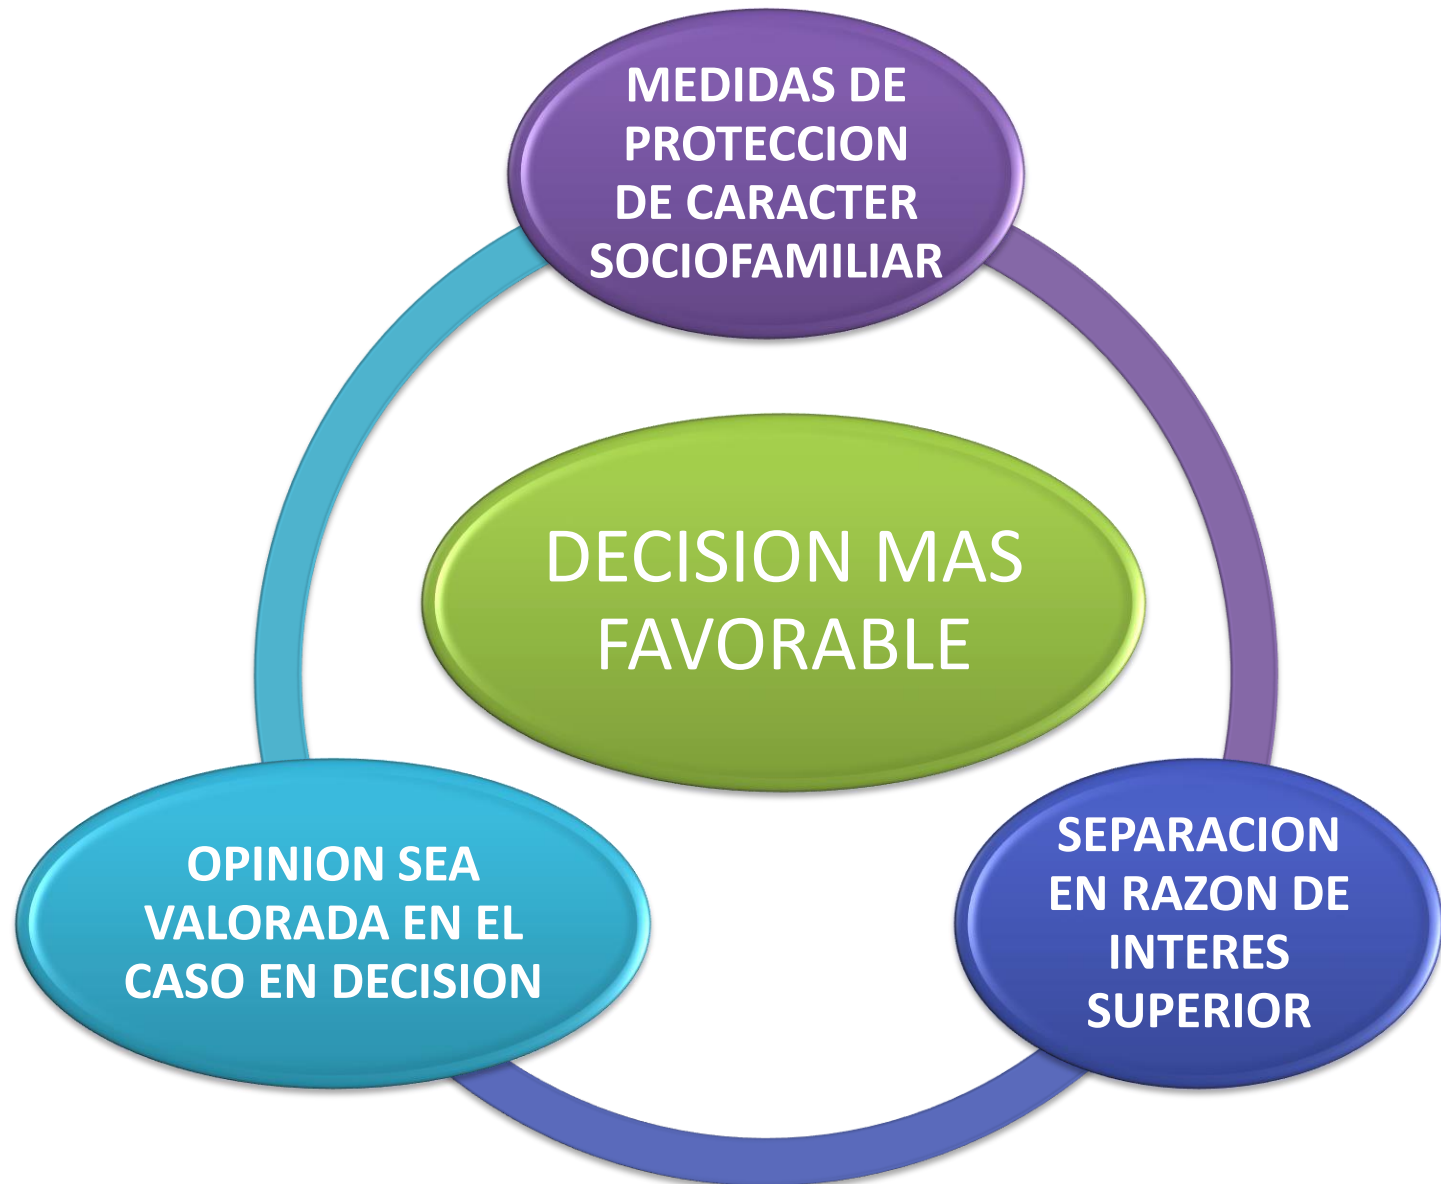 MEDIDAS DE
PROTECCION
DE CARACTER
SOCIOFAMILIAR
DECISION MAS
FAVORABLE
OPINION SEA
VALORADA EN EL
CASO EN DECISION
SEPARACION
EN RAZON DE
INTERES
SUPERIOR